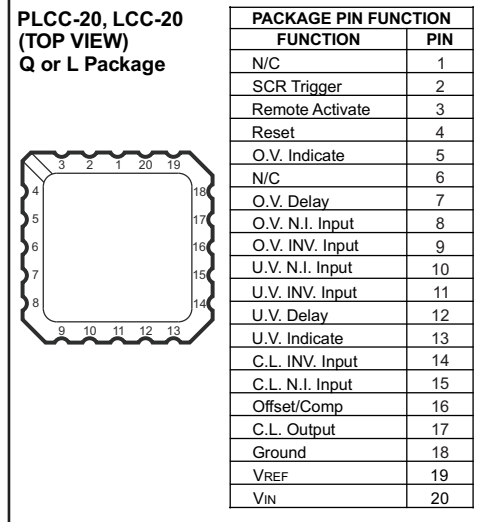 PLCC-20, LCC-20
(TOP VIEW)
Q or L Package
3 2 1 20 19
4 18
5 17
6 16
7 15
8 14
9 10 11 12 13
PACKAGE PIN FUNCTION
FUNCTION PIN
N/C 1
SCR Trigger 2
Remote Activate 3
Reset 4
O.V. Indicate 5
N/C 6
O.V. Delay 7
O.V. N.I. Input 8
O.V. INV. Input 9
U.V. N.I. Input 10
U.V. INV. Input 11
U.V. Delay 12
U.V. Indicate 13
C.L. INV. Input 14
C.L. N.I. Input 15
Offset/Comp 16
C.L. Output 17
Ground 18
VREF 19
VIN 20